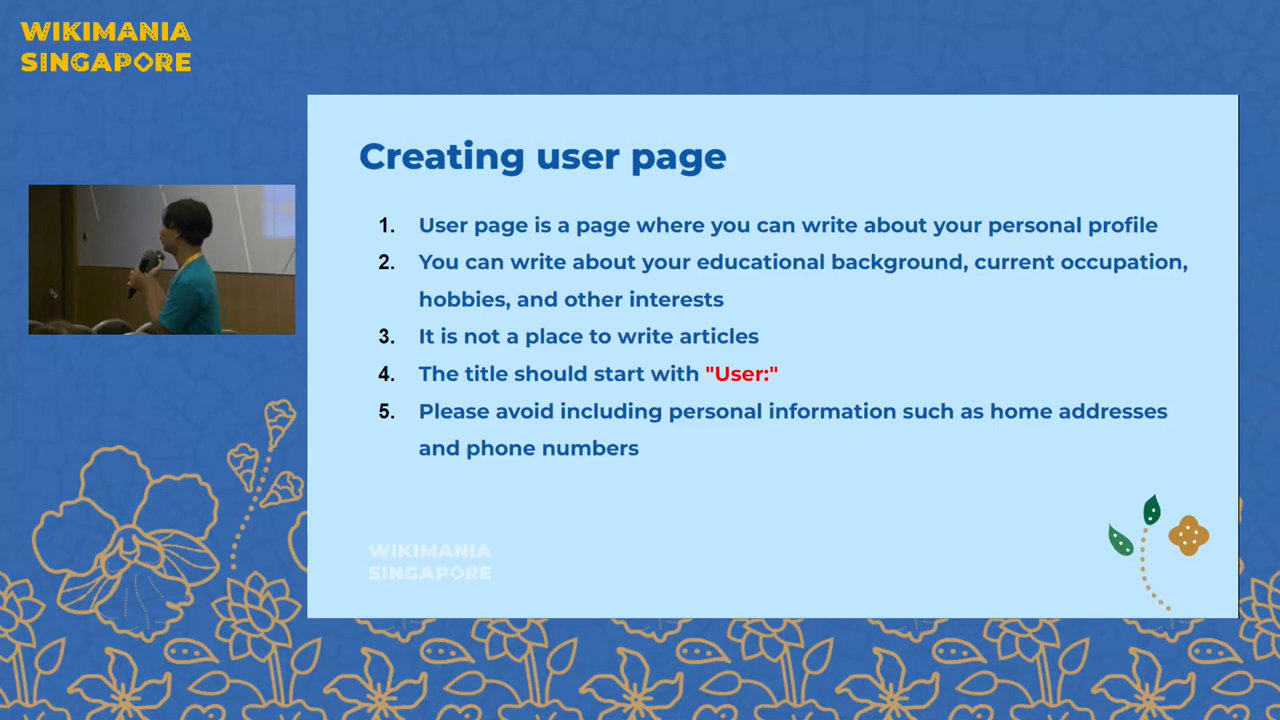 WIKIMANIA
SINGAPORE
Creating user page
1. User page is a page where you can write about your personal profile
2. You can write about your educational background, current occupation,
hobbies, and other interests
3. It is not a place to write articles
4. The title should start with "User:"
5. Please avoid including personal information such as home addresses
and phone numbers
WIKIMANIA
SINGAPORE